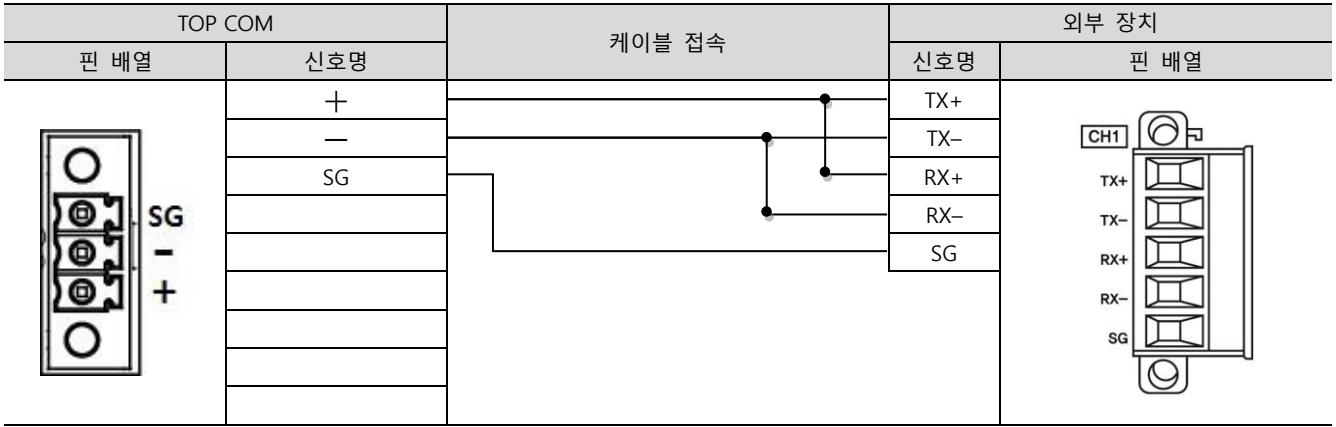 TOP COM
케이블 접속
외부 장치
핀 배열
신호명
신호명
핀 배열
SG
-
+
+
—
SG
TX+
TX–
RX+
RX–
SG
CH1
TX+
TX–
RX+
RX–
SG